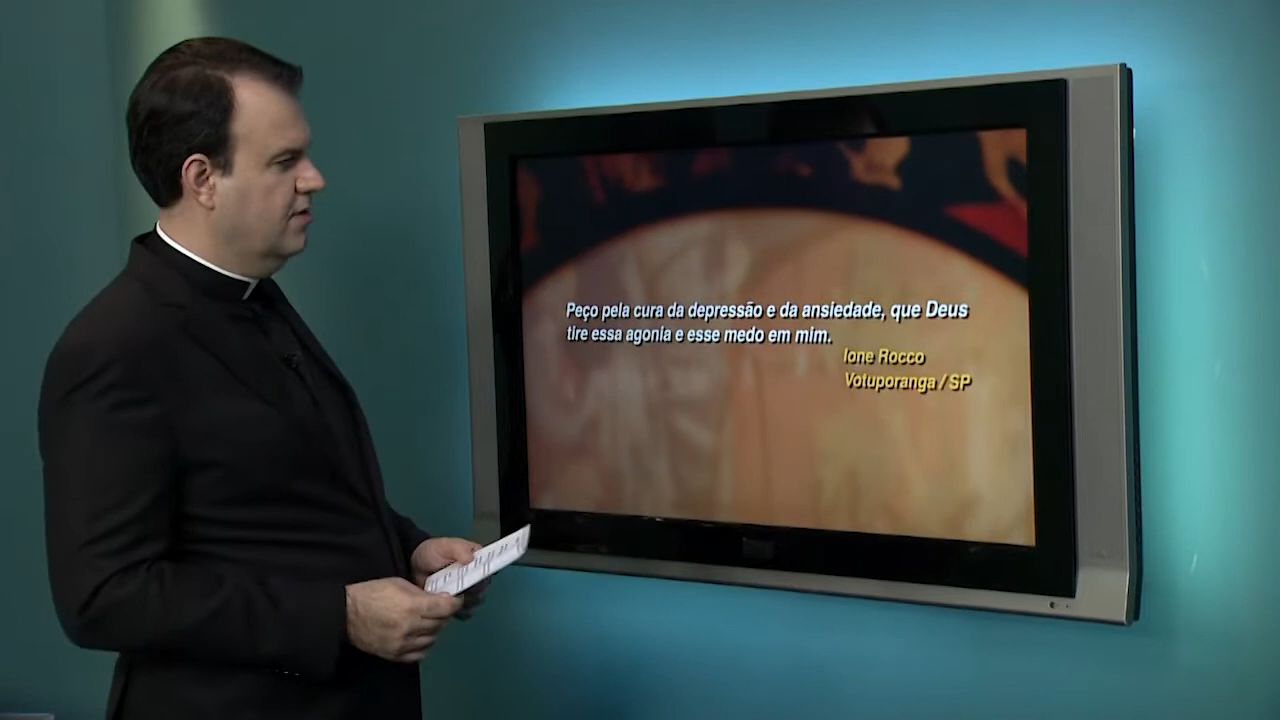 Peço pela cura da depressão e da ansiedade, que Deus
tire essa agonia e esse medo em mim.
Ione Rocco
Votuporanga / SP